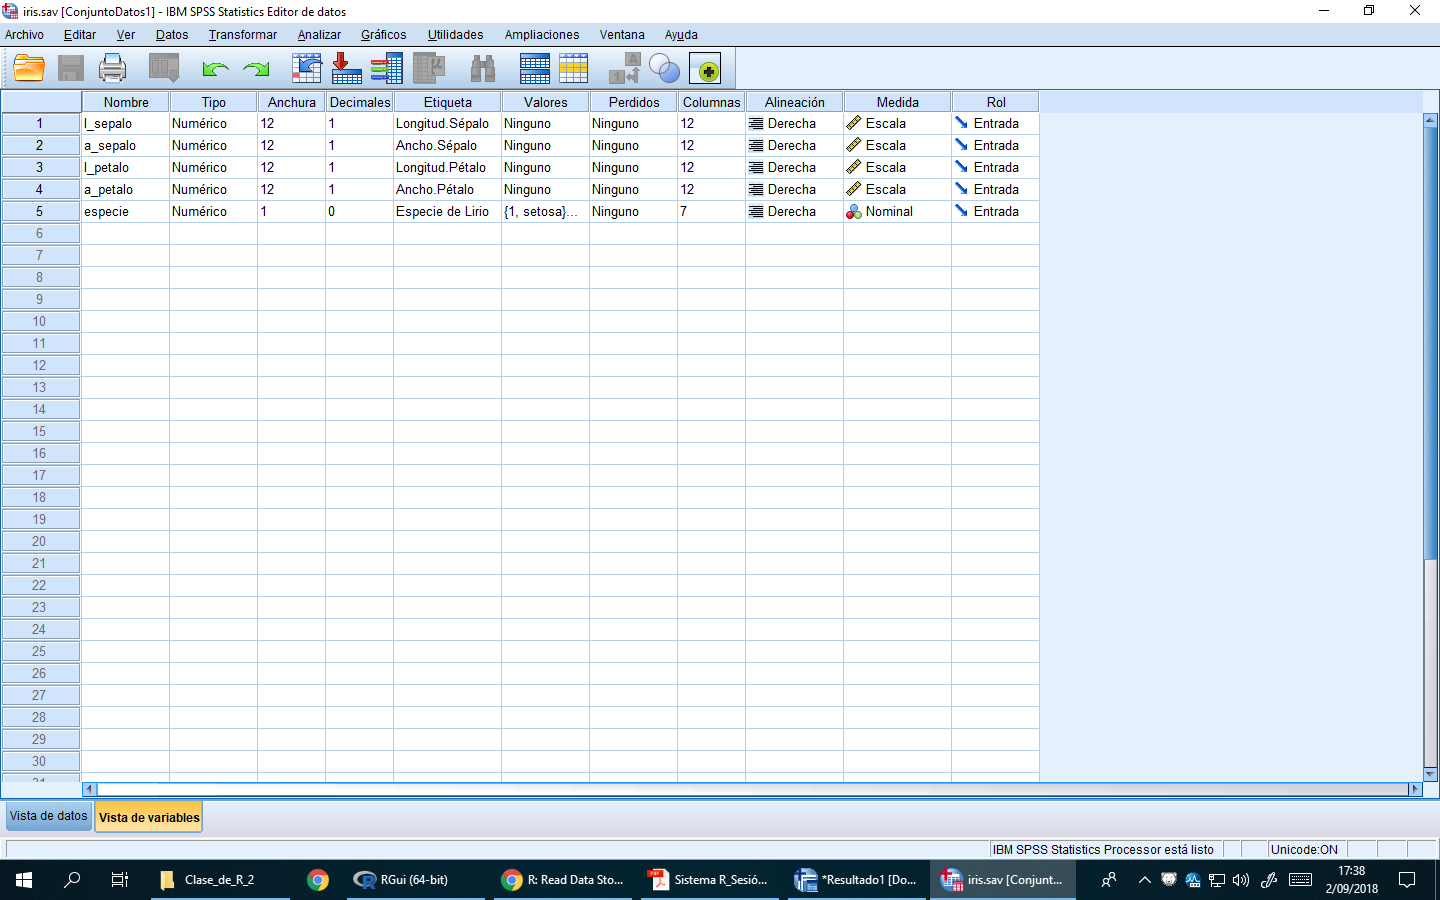 iris.sav [ConjuntoDatos1] - IBM SPSS Statistics Editor de datos
Archivo Editar Ver Datos Transformar Analizar Gráficos Utilidades Ampliaciones Ventana Ayuda
Nombre Tipo Anchura Decimales Etiqueta Valores Perdidos Columnas Alineación Medida Rol
1 l_sepalo Numérico 12 1 Longitud.Sépalo Ninguno Ninguno 12 Derecha Escala Entrada
2 a_sepalo Numérico 12 1 Ancho.Sépalo Ninguno Ninguno 12 Derecha Escala Entrada
3 l_petalo Numérico 12 1 Longitud.Pétalo Ninguno Ninguno 12 Derecha Escala Entrada
4 a_petalo Numérico 12 1 Ancho.Pétalo Ninguno Ninguno 12 Derecha Escala Entrada
5 especie Numérico 1 0 Especie de Lirio {1, setosa}... Ninguno 7 Derecha Nominal Entrada
6
7
8
9
10
11
12
13
14
15
16
17
18
19
20
21
22
23
24
25
26
27
28
29
30
31
Vista de datos Vista de variables
IBM SPSS Statistics Processor está listo Unicode:ON
Clase_de_R_2 RGui (64-bit) R: Read Data Sto... Sistema R_Sesió... *Resultado1 [Do... iris.sav [Conjunt...
17:38
2/09/2018